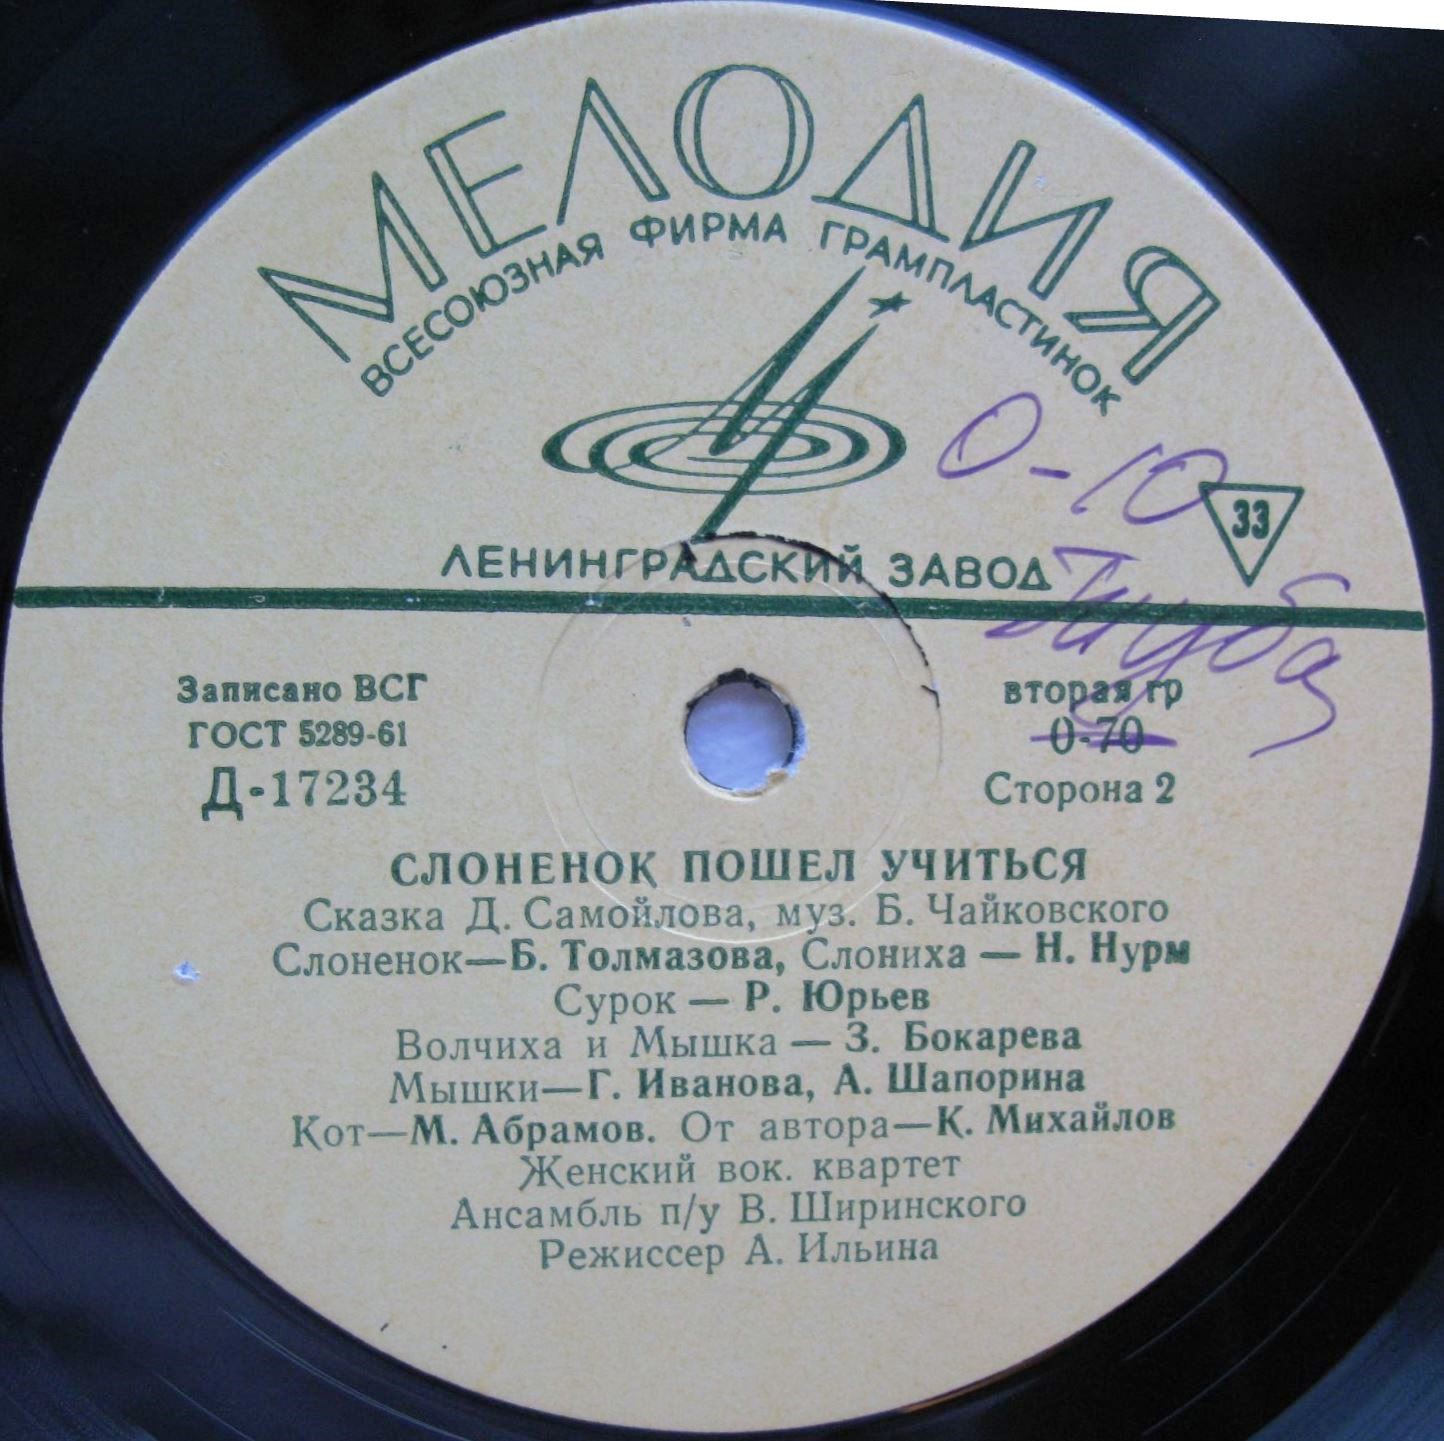 МЕЛОДИЯ
ВСЕСОЮЗНАЯ ФИРМА ГРАМПЛАСТИНОК
0-10
33
ЛЕНИНГРАДСКИЙ ЗАВОД
Записано ВСГ
ГОСТ 5289-61
Д-17234
вторая гр
0-70
Сторона 2
СЛОНЕНОК ПОШЕЛ УЧИТЬСЯ
Сказка Д. Самойлова, муз. Б. Чайковского
Слоненок—Б. Толмазова, Слониха — Н. Нурм
Сурок — Р. Юрьев
Волчиха и Мышка — З. Бокарева
Мышки—Г. Иванова, А. Шапорина
Кот—М. Абрамов. От автора—К. Михайлов
Женский вок. квартет
Ансамбль п/у В. Ширинского
Режиссер А. Ильина